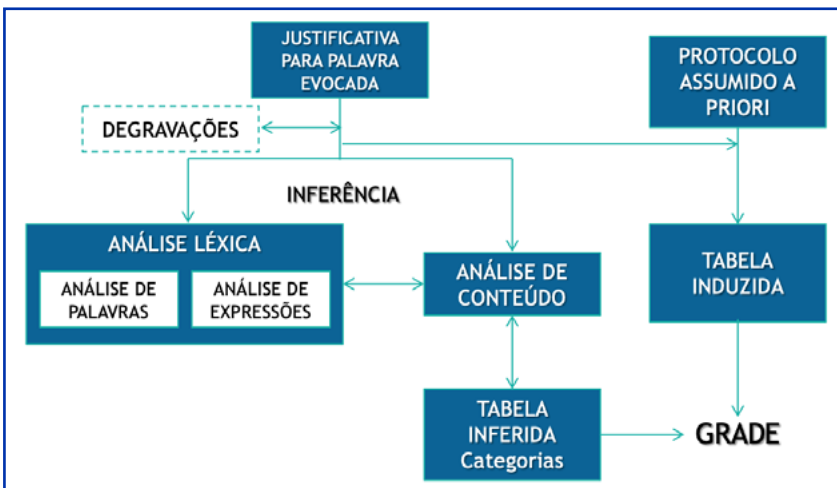 JUSTIFICATIVA
PARA PALAVRA
EVOCADA
PROTOCOLO
ASSUMIDO A
PRIORI
DEGRAVAÇÕES
INFERÊNCIA
ANÁLISE LÉXICA
ANÁLISE DE
PALAVRAS
ANÁLISE DE
EXPRESSÕES
ANÁLISE DE
CONTEÚDO
TABELA
INDUZIDA
TABELA
INFERIDA
Categorias
GRADE